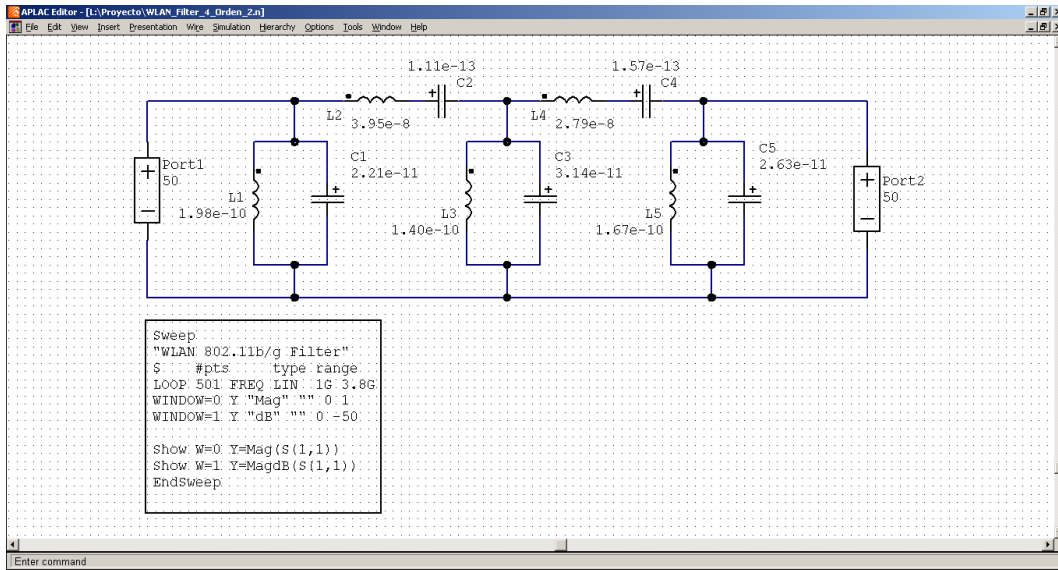 APLAC Editor - [L:\Proyecto\WLAN_Filter_4_Orden_2.n]
File Edit View Insert Presentation Wire Simulation Hierarchy Options Tools Window Help
1.11e-13
C2
1.57e-13
C4
L2
3.95e-8
L4
2.79e-8
Port1
50
C1
2.21e-11
L1
1.98e-10
C3
3.14e-11
L3
1.40e-10
C5
2.63e-11
L5
1.67e-10
Port2
50
Sweep
"WLAN 802.11b/g Filter"
$ #pts type range
LOOP 501 FREQ LIN 1G 3.8G
WINDOW=0 Y "Mag" "" 0 1
WINDOW=1 Y "dB" "" 0 -50
Show W=0 Y=Mag(S(1,1))
Show W=1 Y=MagdB(S(1,1))
EndSweep
Enter command